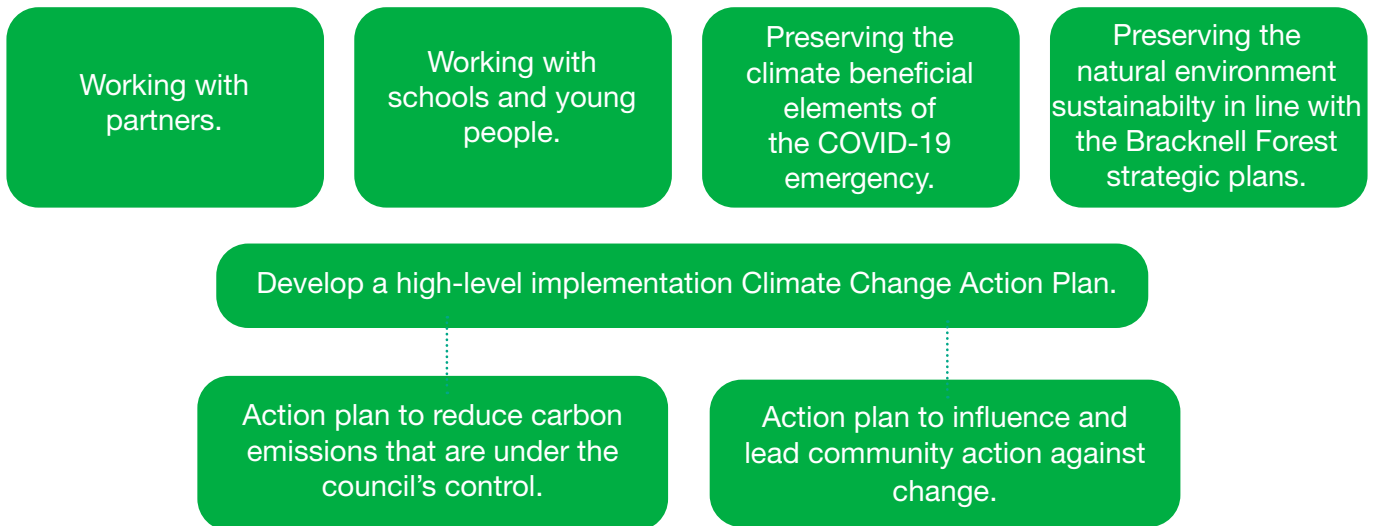 Working with
partners.
Working with
schools and young
people.
Preserving the
climate beneficial
elements of
the COVID-19
emergency.
Preserving the
natural environment
sustainabilty in line with
the Bracknell Forest
strategic plans.
Develop a high-level implementation Climate Change Action Plan.
Action plan to reduce carbon
emissions that are under the
council’s control.
Action plan to influence and
lead community action against
change.